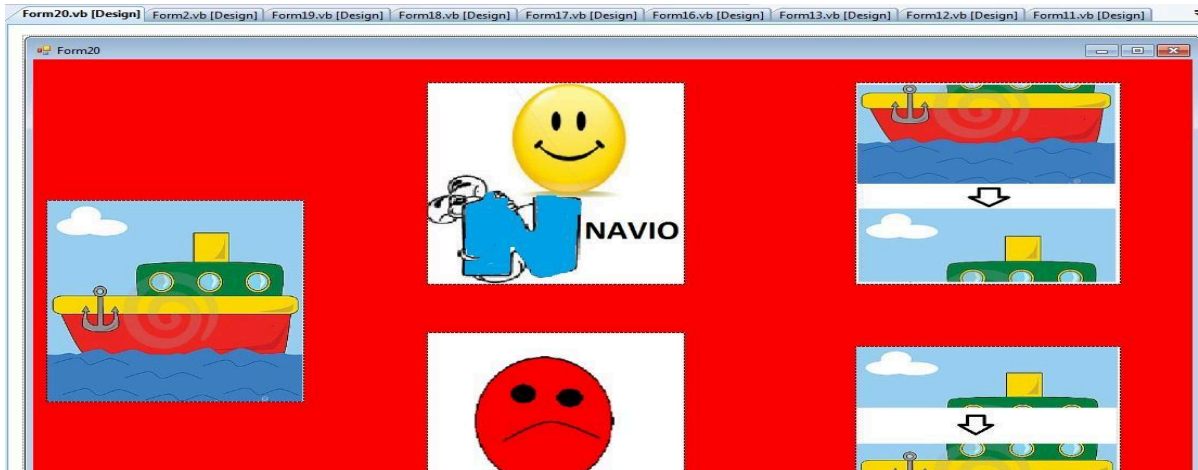 Form20.vb [Design] Form2.vb [Design] Form19.vb [Design] Form18.vb [Design] Form17.vb [Design] Form16.vb [Design] Form13.vb [Design] Form12.vb [Design] Form11.vb [Design]
Form20
N NAVIO